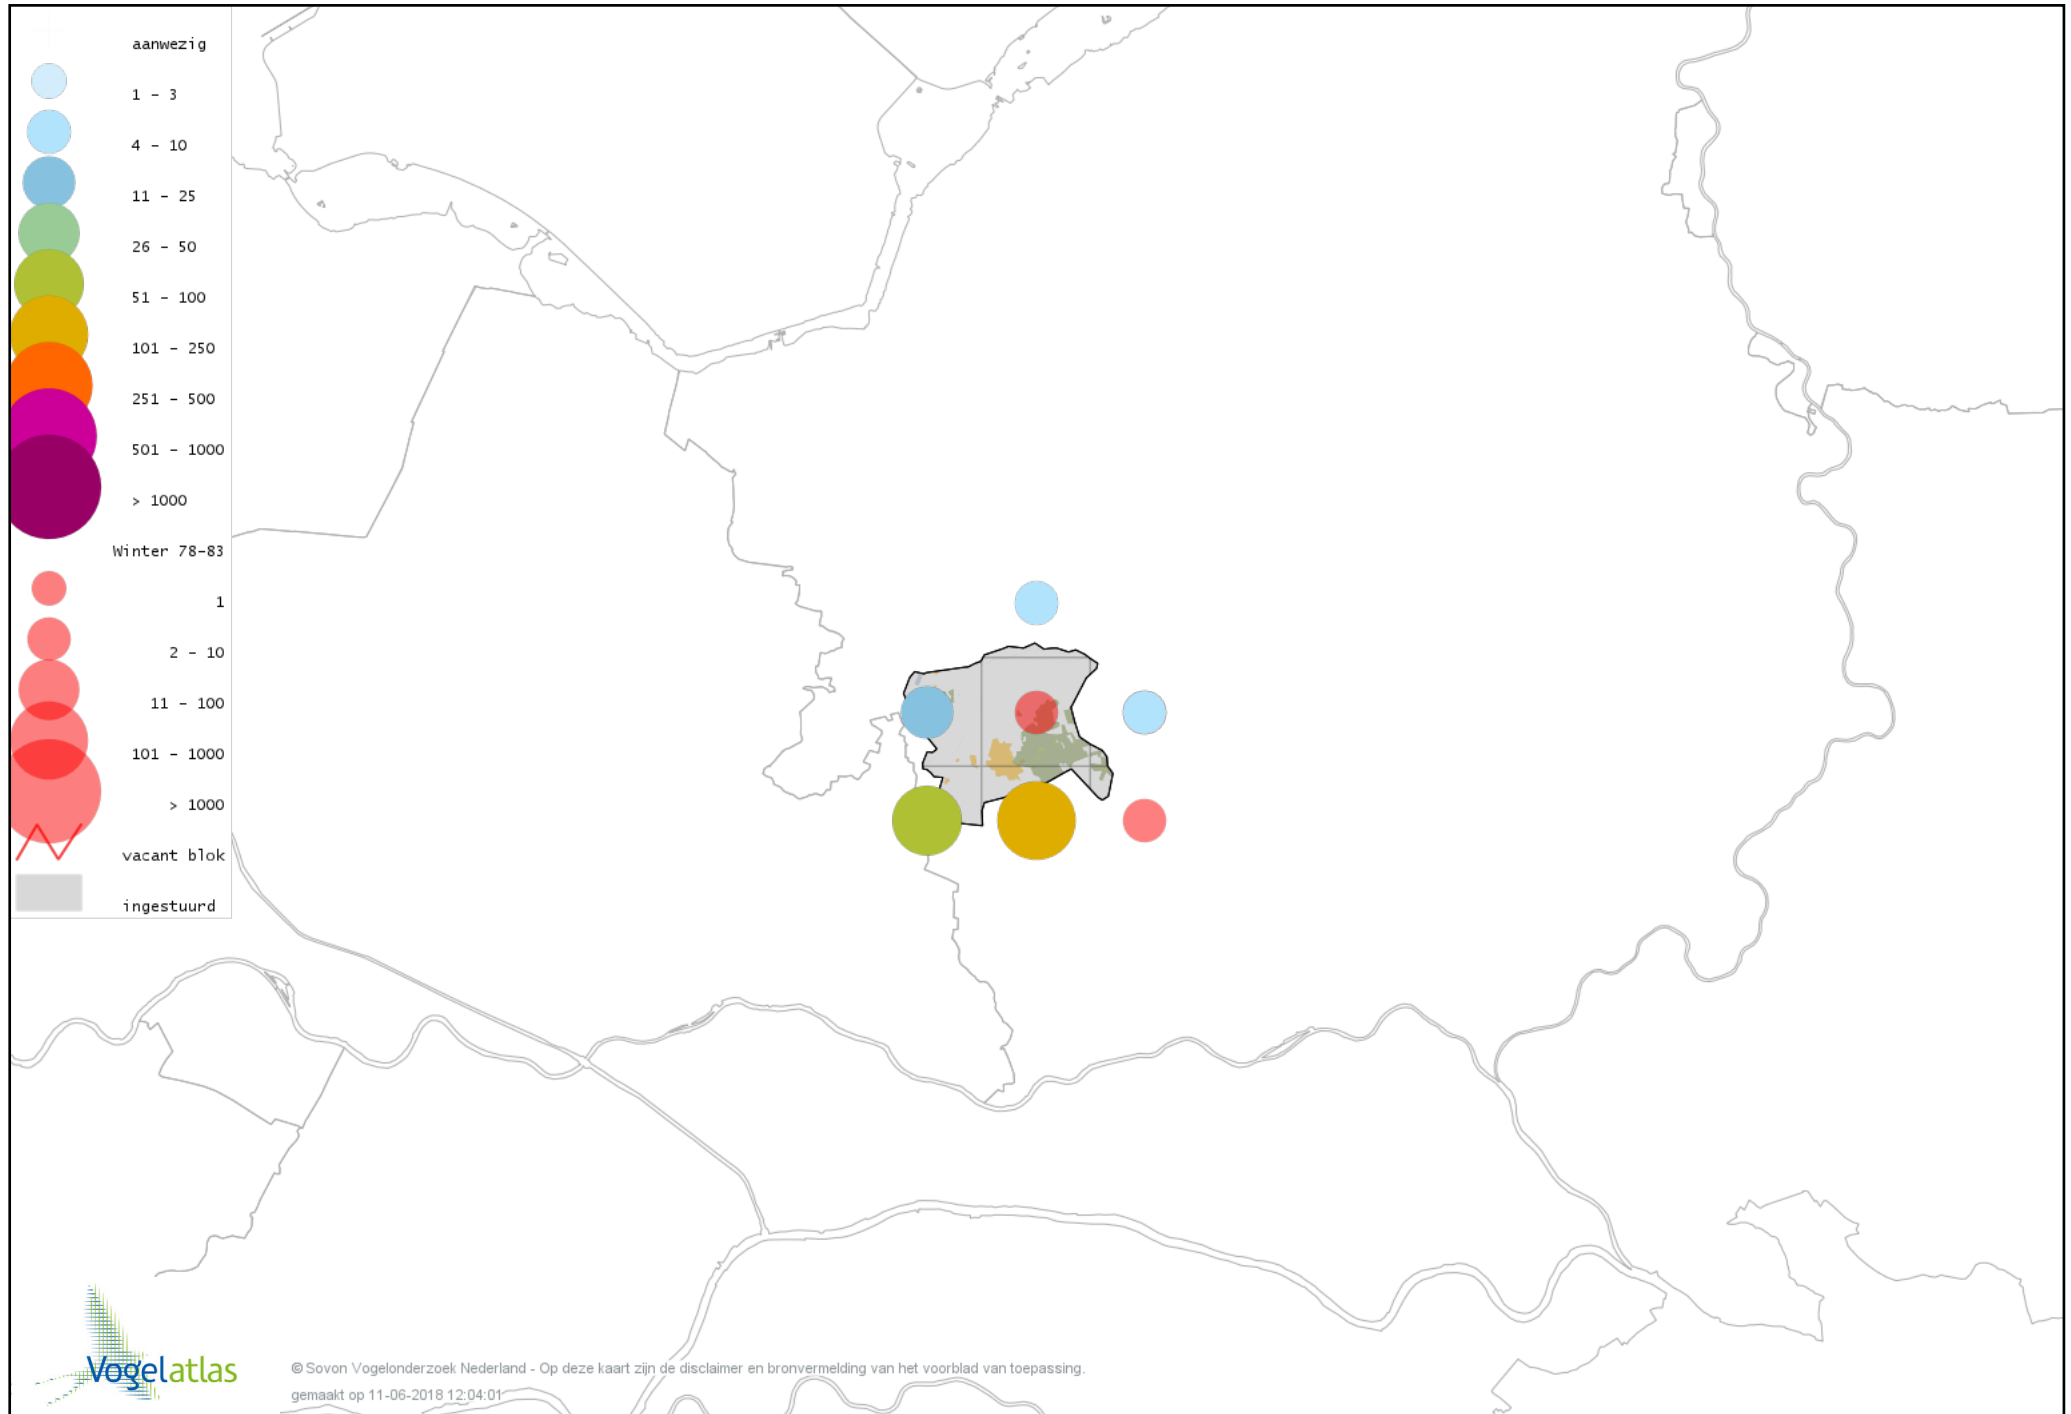 aanwezig
1 - 3
4 - 10
11 - 25
26 - 50
51 - 100
101 - 250
251 - 500
501 - 1000
> 1000
Winter 78-83
1
2 - 10
11 - 100
101 - 1000
> 1000
vacant blok
ingestuurd
Vogelatlas
© Sovon Vogelonderzoek Nederland - Op deze kaart zijn de disclaimer en bronvermelding van het voorblad van toepassing.
gemaakt op 11-06-2018 12:04:01